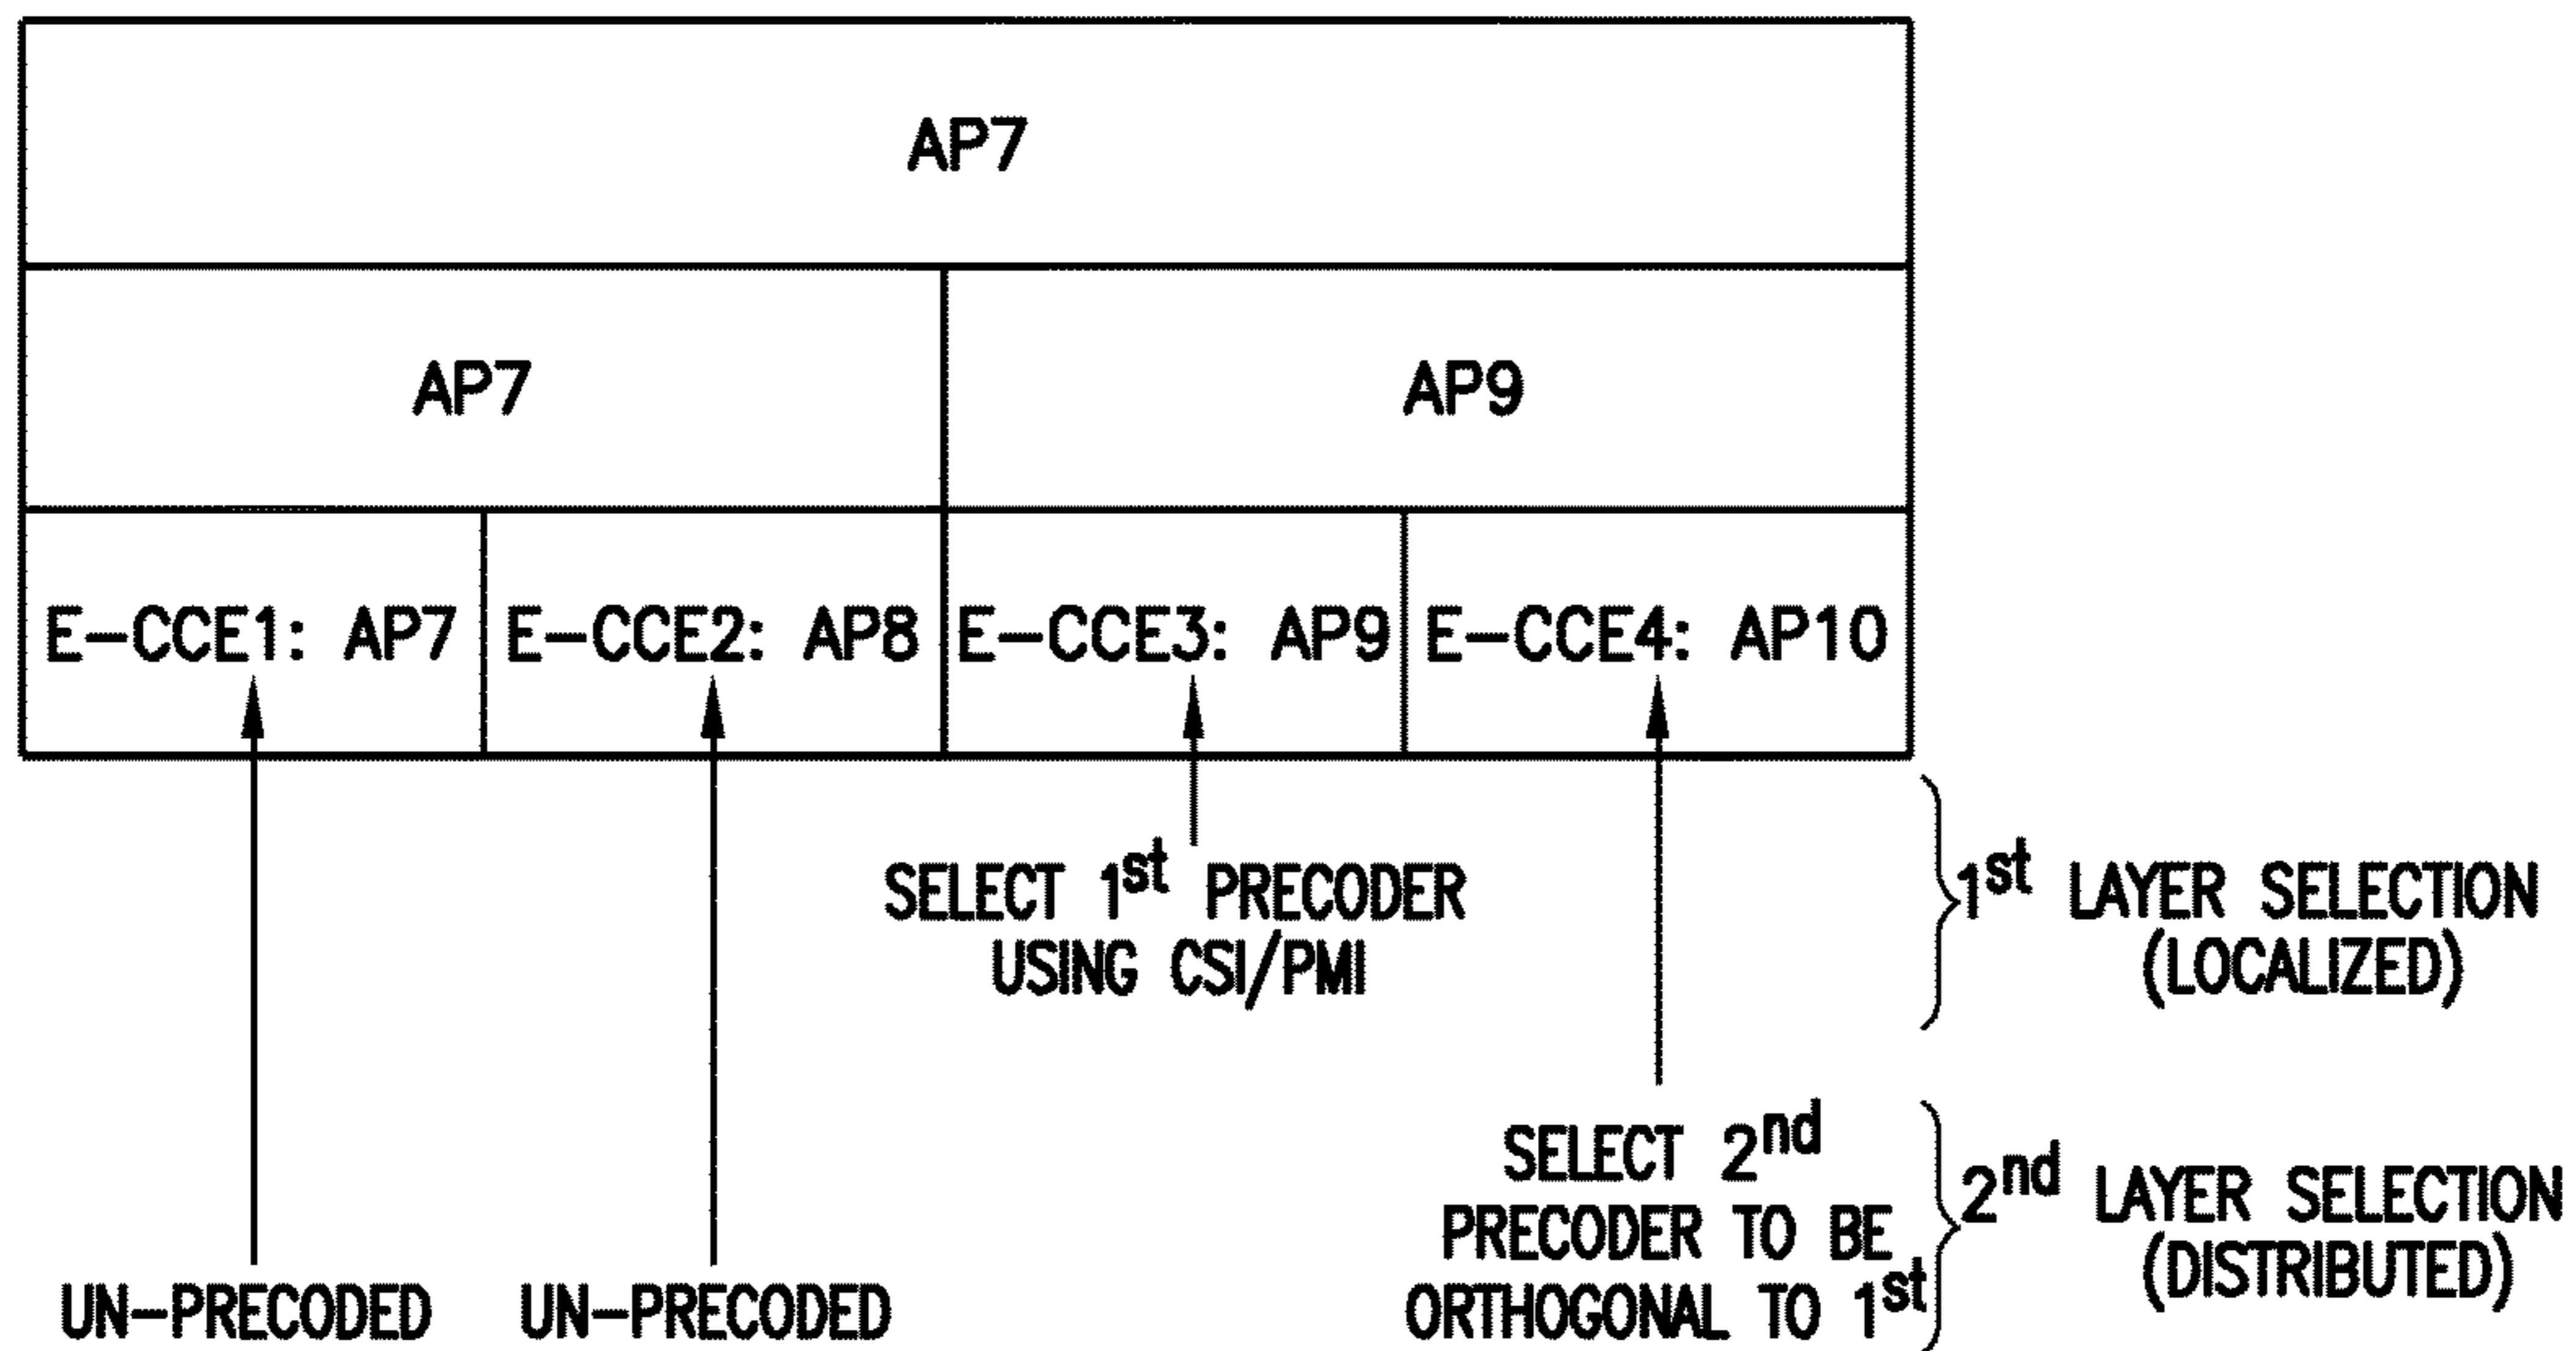 AP7
AP7
AP9
E-CCE1: AP7
E-CCE2: AP8
E-CCE3: AP9
E-CCE4: AP10
SELECT 1st PRECODER
USING CSI/PMI
1st LAYER SELECTION
(LOCALIZED)
SELECT 2nd
PRECODER TO BE
ORTHOGONAL TO 1st
2nd LAYER SELECTION
(DISTRIBUTED)
UN-PRECODED
UN-PRECODED